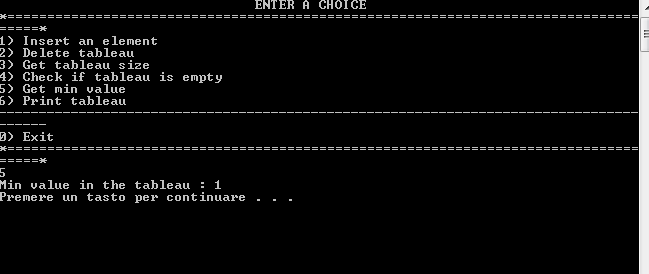 ENTER A CHOICE
*===============================================================================
=====*
1) Insert an element
2) Delete tableau
3) Get tableau size
4) Check if tableau is empty
5) Get min value
6) Print tableau
--------------------------------------------------------------------------------
------
0) Exit
*===============================================================================
=====*
5
Min value in the tableau : 1
Premere un tasto per continuare . . .